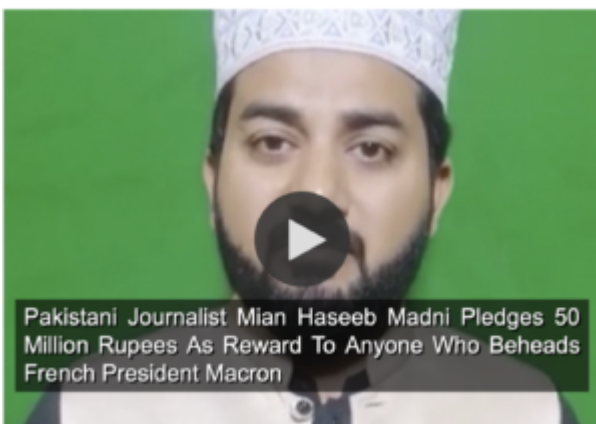 Pakistani Journalist Mian Haseeb Madni Pledges 50
Million Rupees As Reward To Anyone Who Beheads
French President Macron